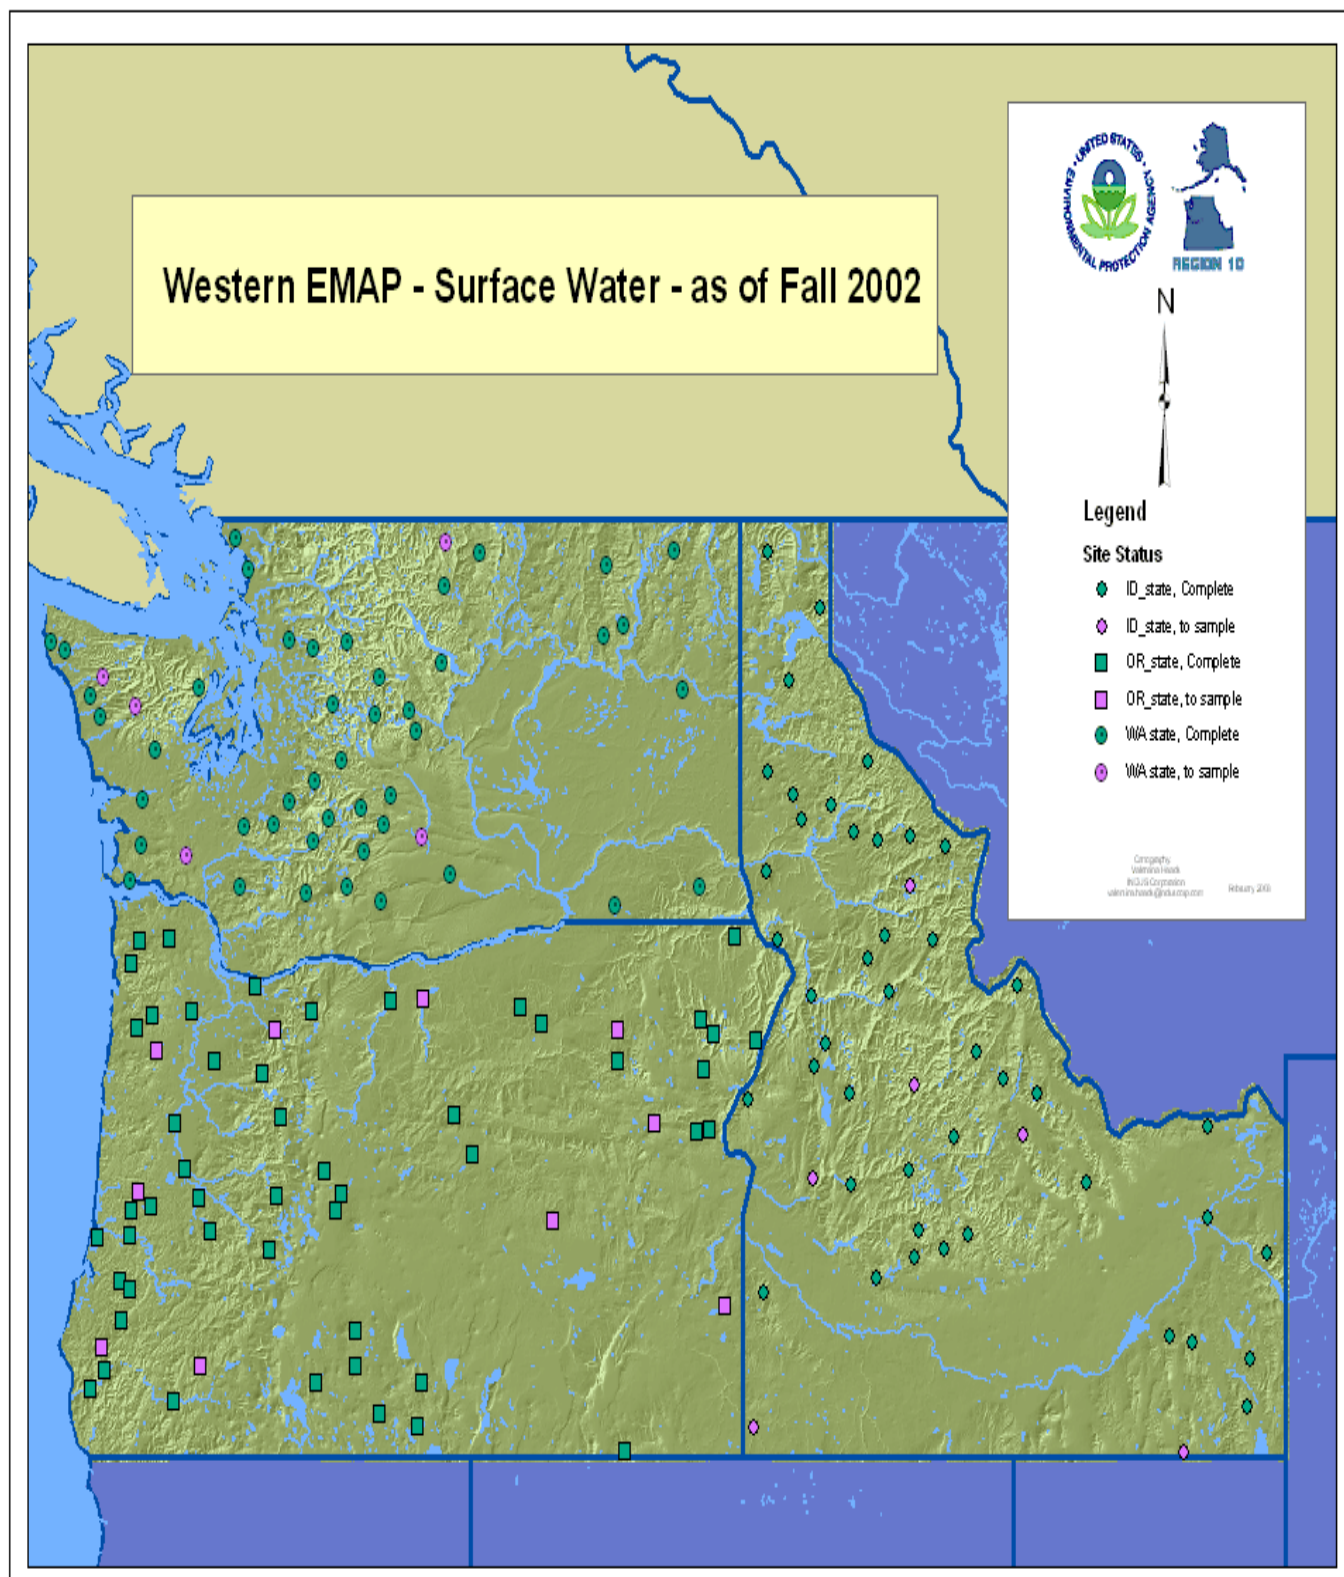 Western EMAP - Surface Water - as of Fall 2002
UNITED STATES
ENVIRONMENTAL PROTECTION AGENCY
REGION 10
N
Legend
Site Status
ID_state, Complete
ID_state, to sample
OR_state, Complete
OR_state, to sample
WA state, Complete
WA state, to sample